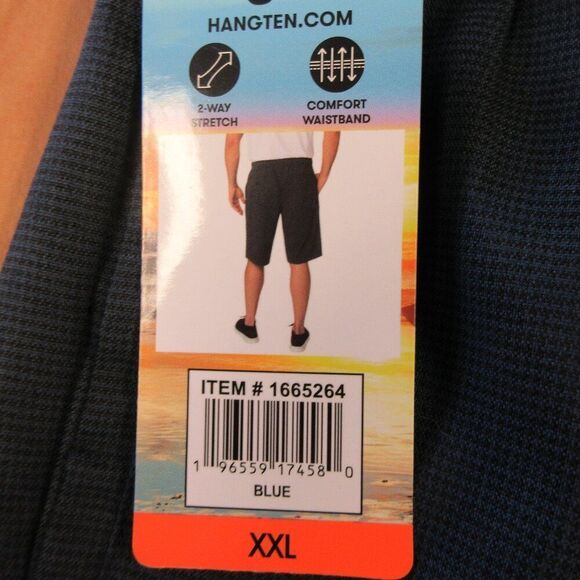 HANGTEN.COM
2-WAY
STRETCH
COMFORT
WAISTBAND
ITEM # 1665264
1 96559 17458 0
BLUE
XXL